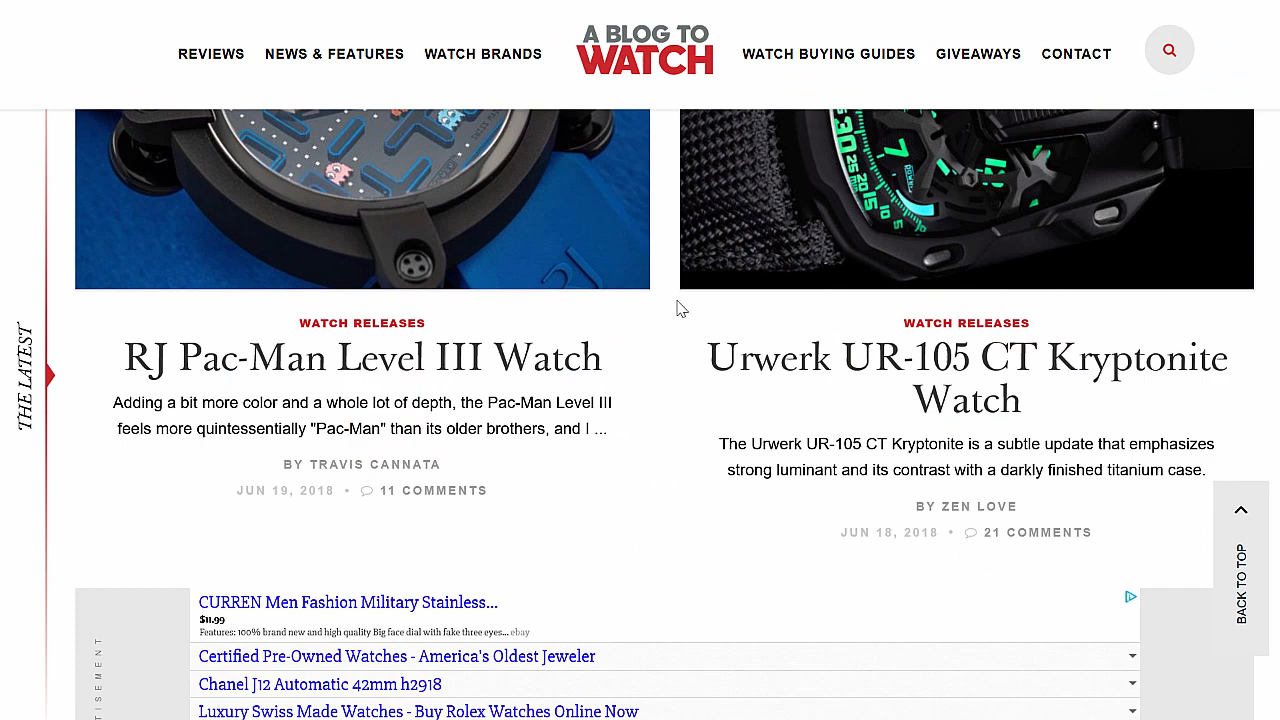 REVIEWS NEWS & FEATURES WATCH BRANDS
A BLOG TO
WATCH
WATCH BUYING GUIDES GIVEAWAYS CONTACT
THE LATEST
WATCH RELEASES
RJ Pac-Man Level III Watch
Adding a bit more color and a whole lot of depth, the Pac-Man Level III
feels more quintessentially "Pac-Man" than its older brothers, and I ...
BY TRAVIS CANNATA
JUN 19, 2018 • 11 COMMENTS
30
25
20
15
10
5
7
WATCH RELEASES
Urwerk UR-105 CT Kryptonite
Watch
The Urwerk UR-105 CT Kryptonite is a subtle update that emphasizes
strong luminant and its contrast with a darkly finished titanium case.
BY ZEN LOVE
JUN 18, 2018 • 21 COMMENTS
BACK TO TOP
CURREN Men Fashion Military Stainless...
$11.99
Features: 100% brand new and high quality Big face dial with fake three eyes... ebay
Certified Pre-Owned Watches - America's Oldest Jeweler
Chanel J12 Automatic 42mm h2918
Luxury Swiss Made Watches - Buy Rolex Watches Online Now